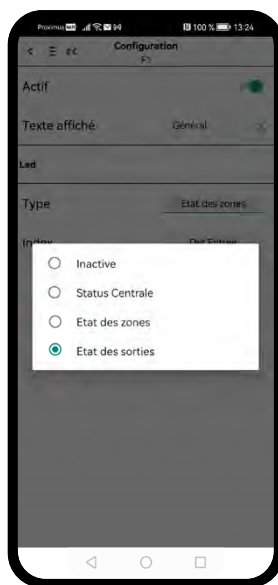 Proximus 100 % 13:24
Configuration
F1
Actif
Texte affiché General
Led
Type Etat des zones
Index
Inactive
Status Centrale
Etat des zones
Etat des sorties